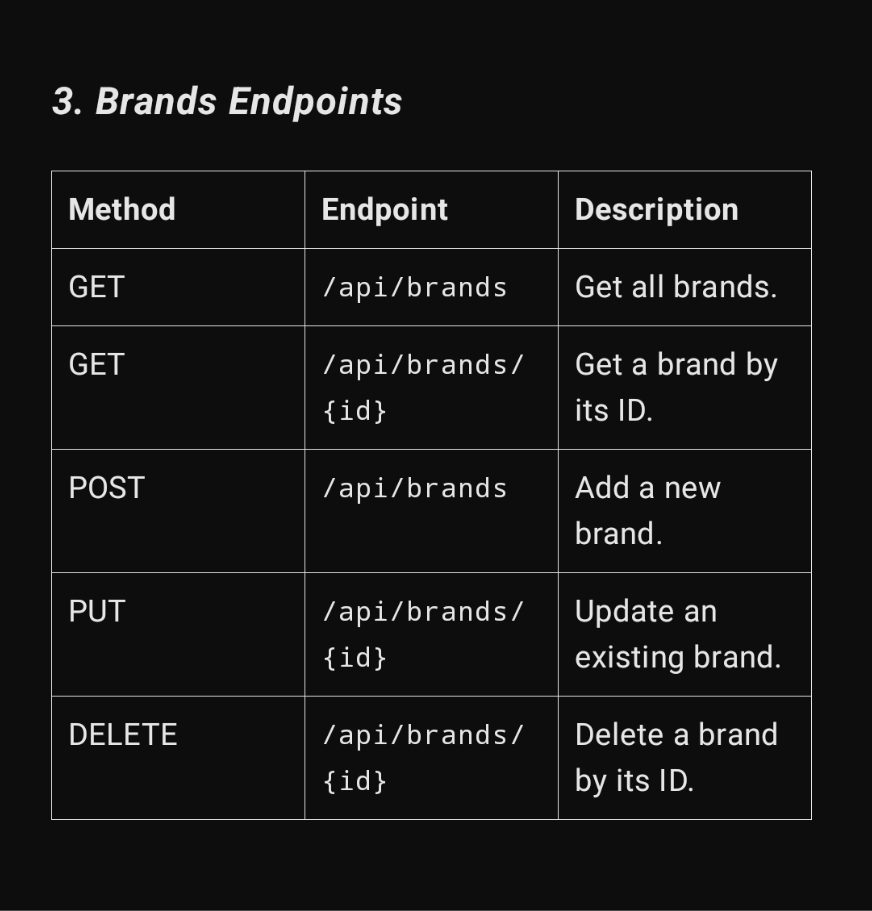 3. Brands Endpoints
Method Endpoint Description
GET /api/brands Get all brands.
GET /api/brands/ Get a brand by
{id} its ID.
POST /api/brands Add a new
brand.
PUT /api/brands/ Update an
{id} existing brand.
DELETE /api/brands/ Delete a brand
{id} by its ID.